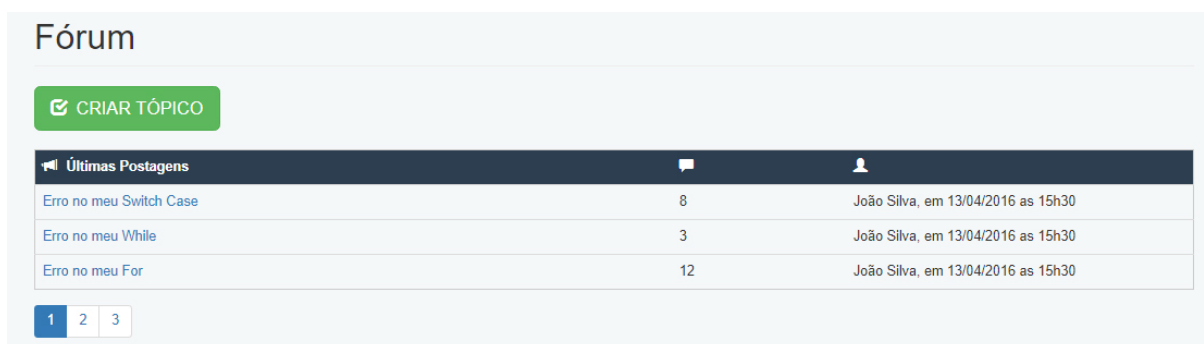 Fórum
CRIAR TÓPICO
Últimas Postagens
Erro no meu Switch Case 8 João Silva, em 13/04/2016 as 15h30
Erro no meu While 3 João Silva, em 13/04/2016 as 15h30
Erro no meu For 12 João Silva, em 13/04/2016 as 15h30
1 2 3